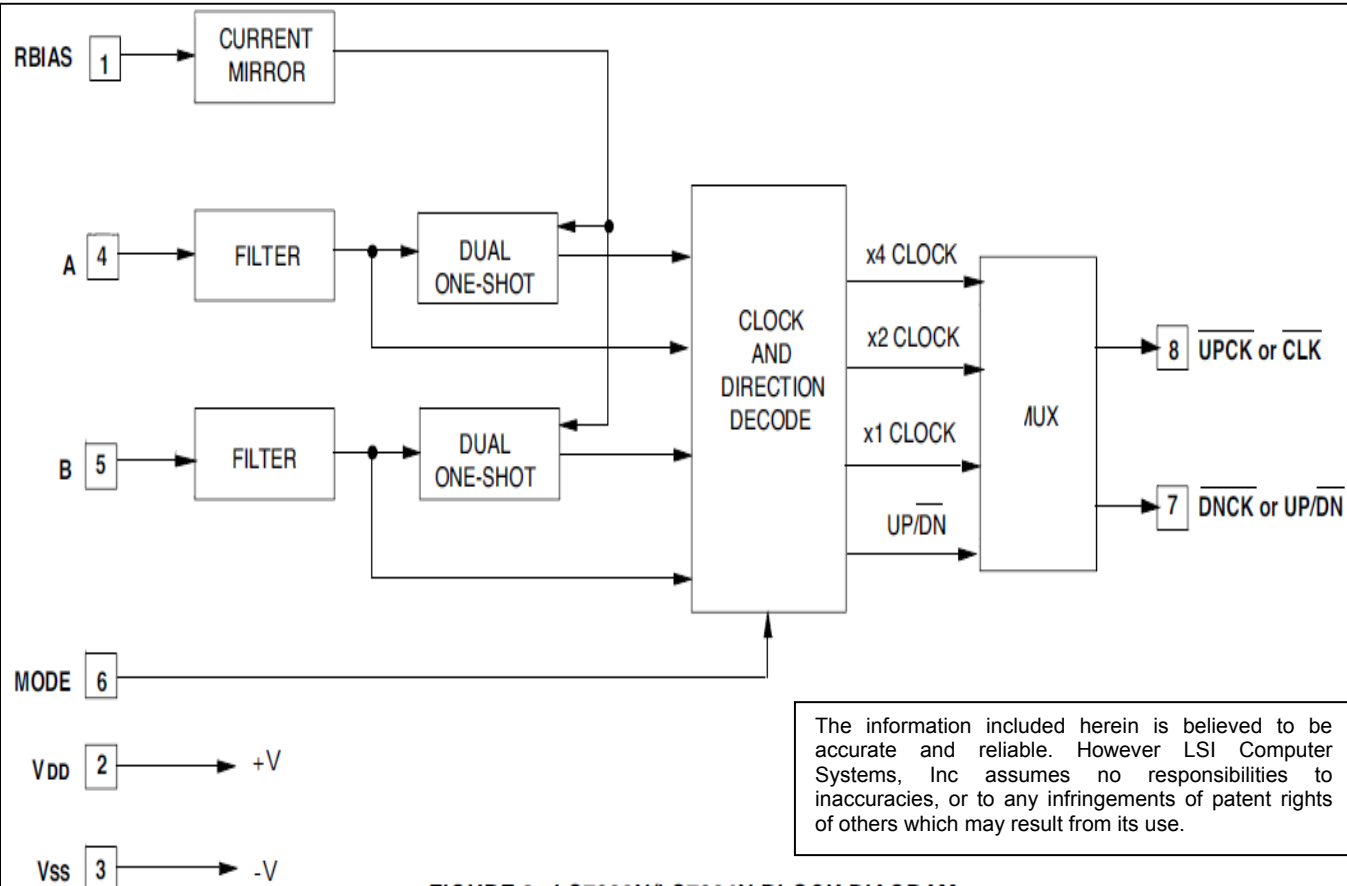 RBIAS 1
CURRENT
MIRROR
A 4
FILTER
DUAL
ONE-SHOT
B 5
FILTER
DUAL
ONE-SHOT
CLOCK
AND
DIRECTION
DECODE
x4 CLOCK
x2 CLOCK
x1 CLOCK
UP/DN
8 UPCK or CLK
7 DNCK or UP/DN
MODE 6
VDD 2 +V
VSS 3 -V
The information included herein is believed to be
accurate and reliable. However LSI Computer
Systems, Inc assumes no responsibilities to
inaccuracies, or to any infringements of patent rights
of others which may result from its use.
BLOCK DIAGRAM